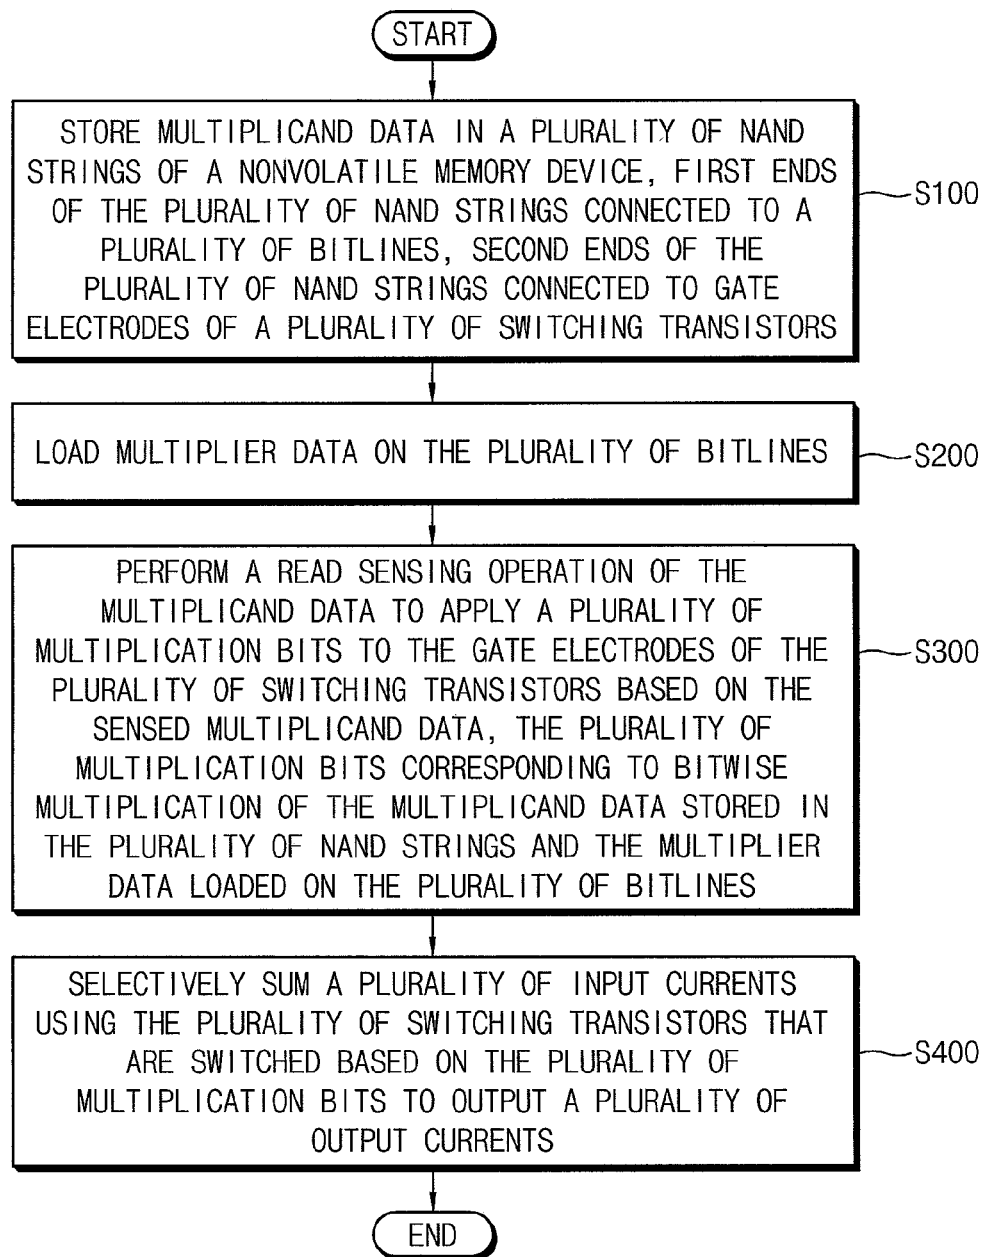 START
STORE MULTIPLICAND DATA IN A PLURALITY OF NAND
STRINGS OF A NONVOLATILE MEMORY DEVICE, FIRST ENDS
OF THE PLURALITY OF NAND STRINGS CONNECTED TO A
PLURALITY OF BITLINES, SECOND ENDS OF THE
PLURALITY OF NAND STRINGS CONNECTED TO GATE
ELECTRODES OF A PLURALITY OF SWITCHING TRANSISTORS
S100
LOAD MULTIPLIER DATA ON THE PLURALITY OF BITLINES
S200
PERFORM A READ SENSING OPERATION OF THE
MULTIPLICAND DATA TO APPLY A PLURALITY OF
MULTIPLICATION BITS TO THE GATE ELECTRODES OF THE
PLURALITY OF SWITCHING TRANSISTORS BASED ON THE
SENSED MULTIPLICAND DATA, THE PLURALITY OF
MULTIPLICATION BITS CORRESPONDING TO BITWISE
MULTIPLICATION OF THE MULTIPLICAND DATA STORED IN
THE PLURALITY OF NAND STRINGS AND THE MULTIPLIER
DATA LOADED ON THE PLURALITY OF BITLINES
S300
SELECTIVELY SUM A PLURALITY OF INPUT CURRENTS
USING THE PLURALITY OF SWITCHING TRANSISTORS THAT
ARE SWITCHED BASED ON THE PLURALITY OF
MULTIPLICATION BITS TO OUTPUT A PLURALITY OF
OUTPUT CURRENTS
S400
END